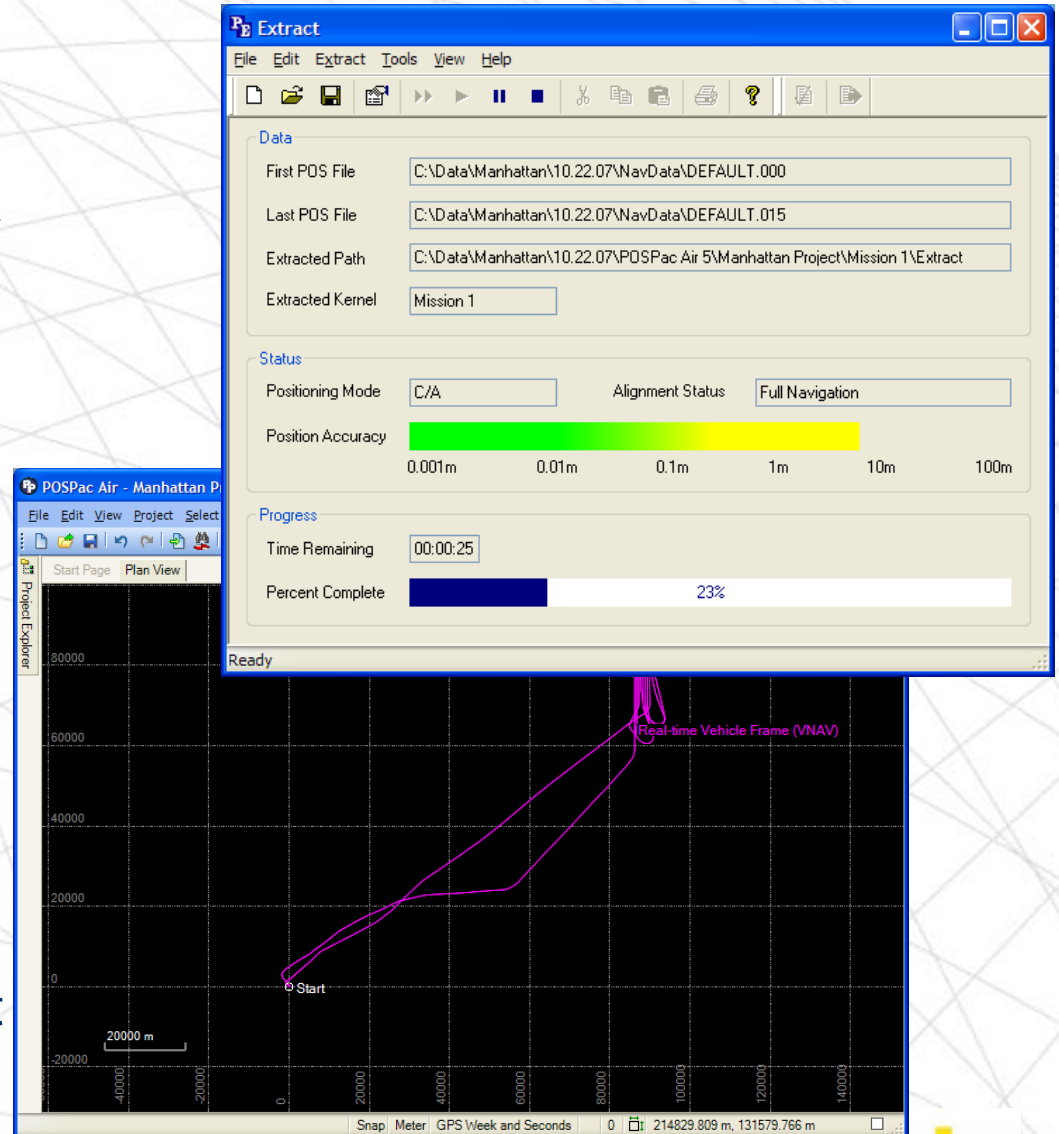 Extract
File Edit Extract Tools View Help
Data
First POS File C:\Data\Manhattan\10.22.07\NavData\DEFAULT.000
Last POS File C:\Data\Manhattan\10.22.07\NavData\DEFAULT.015
Extracted Path C:\Data\Manhattan\10.22.07\POSPac Air 5\Manhattan Project\Mission 1\Extract
Extracted Kernel Mission 1
Status
Positioning Mode C/A Alignment Status Full Navigation
Position Accuracy
0.001m 0.01m 0.1m 1m 10m 100m
Progress
Time Remaining 00:00:25
Percent Complete 23%
Ready
POSPac Air - Manhattan
File Edit View Project Select
Start Page Plan View
Project Explorer
80000
60000
40000
20000
0
-20000
Real-time Vehicle Frame (VNAV)
Start
20000 m
-40000 -20000 0 20000 40000 60000 80000 100000 120000 140000
Snap Meter GPS Week and Seconds 0 214829.809 m, 131579.766 m